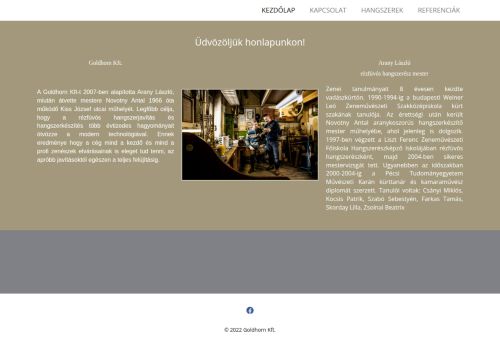 KEZDŐLAP KAPCSOLAT HANGSZEREK REFERENCIÁK
Üdvözöljük honlapunkon!
Goldhorn Kft.
A Goldhorn Kft-t 2007-ben alapította Arany László,
miután átvette mestere Novotny Antal 1966 óta
működő Kiss József utcai műhelyét. Legfőbb célja,
hogy a rézfúvós hangszerjavítás és
hangszerkészítés több évtizedes hagyományait
ötvözze a modern technológiával. Ennek
eredménye hogy a cég mind a kezdő és mind a
profi zenészek elvárásainak is eleget tud tenni, az
apróbb javításoktól egészen a teljes felújításig.
Arany László
rézfúvós hangszerész mester
Zenei tanulmányait 8 évesen kezdte
vadászkürtön. 1990-1994-ig a budapesti Weiner
Leó Zeneművészeti Szakközépiskola kürt
szakának tanulója. Az érettségi után került
Novotny Antal aranykoszorús hangszerkészítő
mester műhelyébe, ahol jelenleg is dolgozik.
1997-ben végzett a Liszt Ferenc Zeneművészeti
Főiskola Hangszerészképző Iskolájában rézfúvós
hangszerészként, majd 2004-ben sikeres
mestervizsgát tett. Ugyanebben az időszakban
2000-2004-ig a Pécsi Tudományegyetem
Művészeti Karán kürttanár és kamaraművész
diplomát szerzett. Tanulói voltak: Csányi Miklós,
Kocsis Patrik, Szabó Sebestyén, Farkas Tamás,
Skorday Lilla, Zsolnai Beatrix
© 2022 Goldhorn Kft.